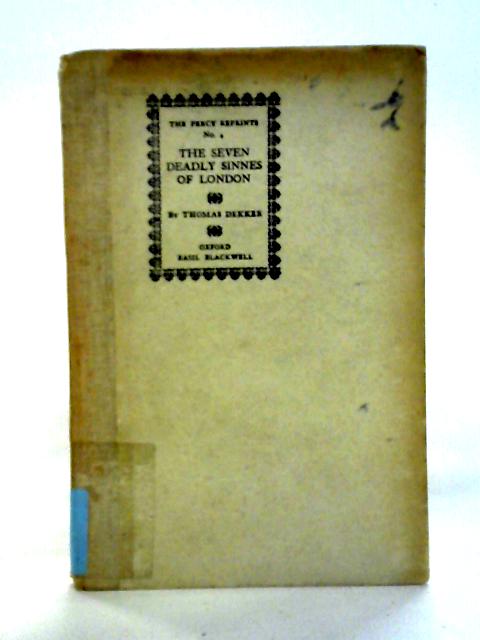 THE PERCY REPRINTS
No. 4
THE SEVEN
DEADLY SINNES
OF LONDON
By THOMAS DEKKER
OXFORD
BASIL BLACKWELL